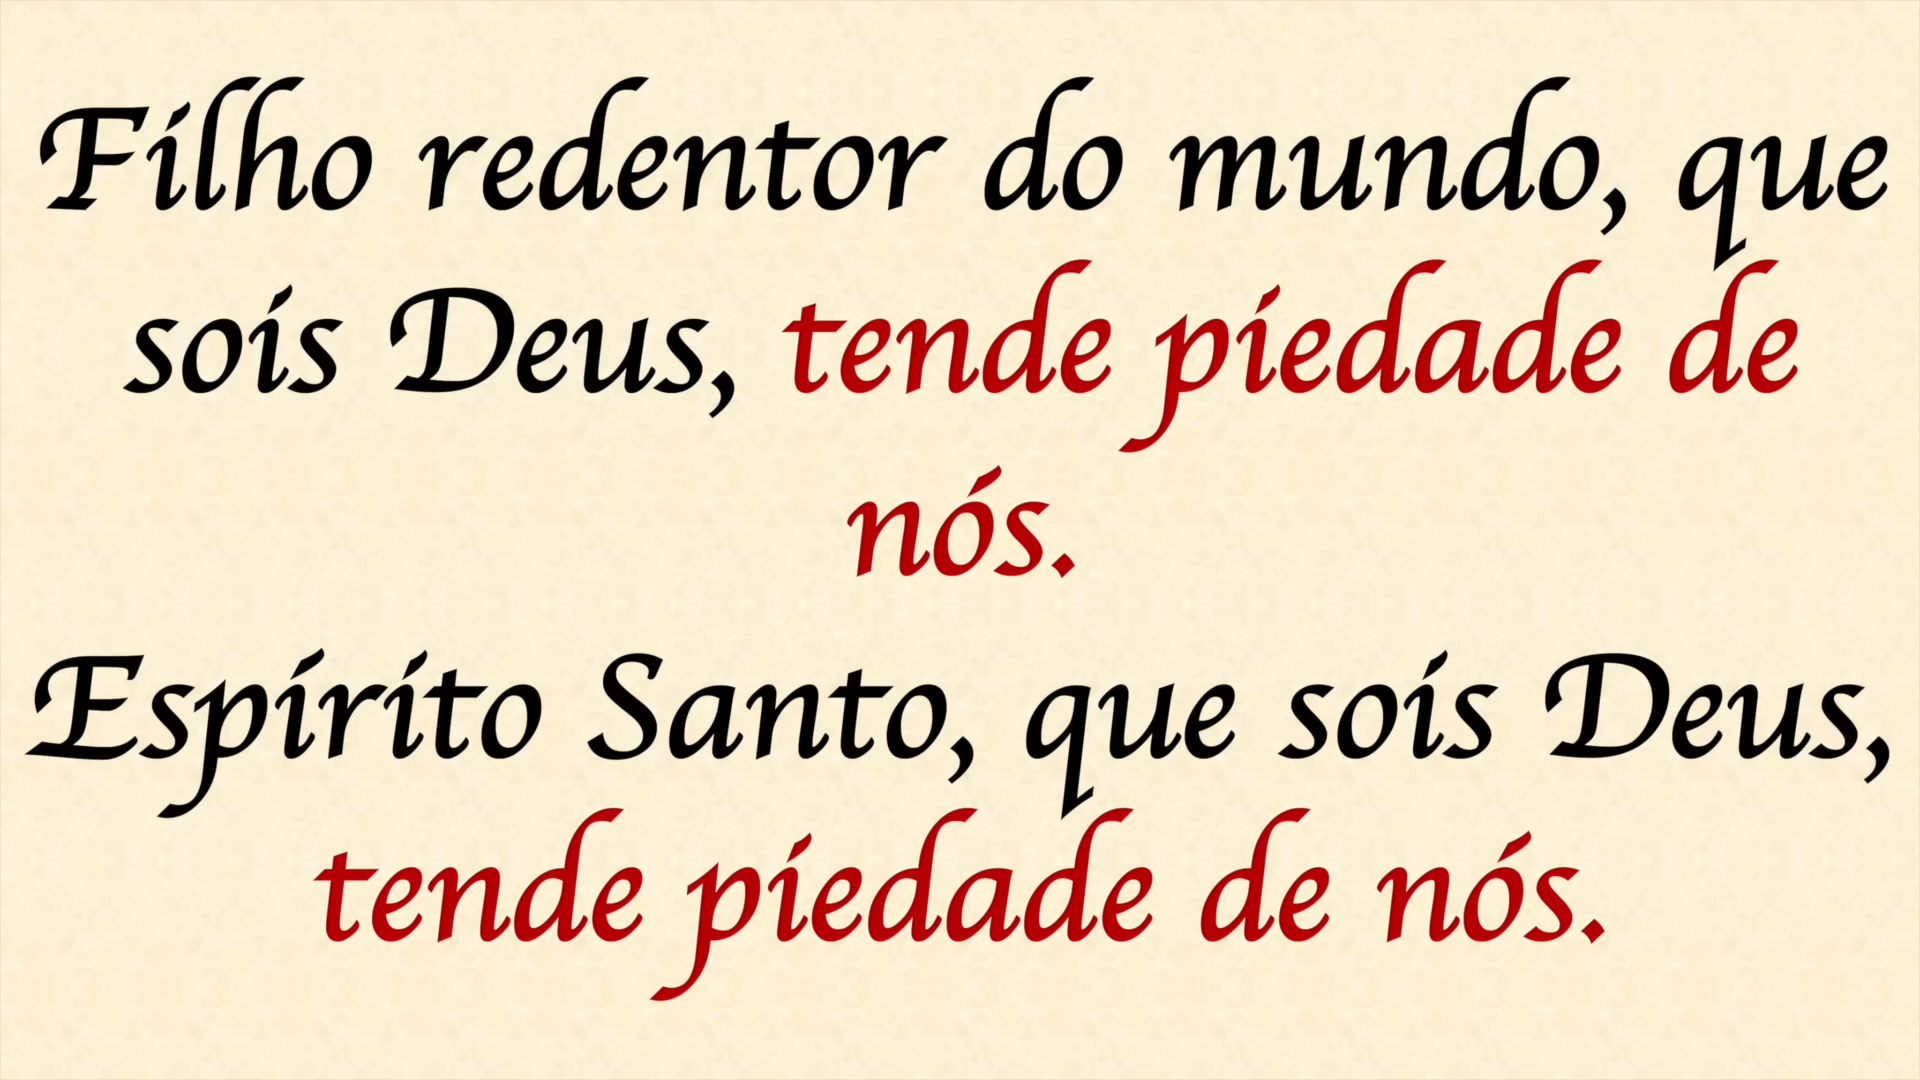 Filho redentor do mundo, que
sois Deus, tende piedade de
nós.
Espírito Santo, que sois Deus,
tende piedade de nós.